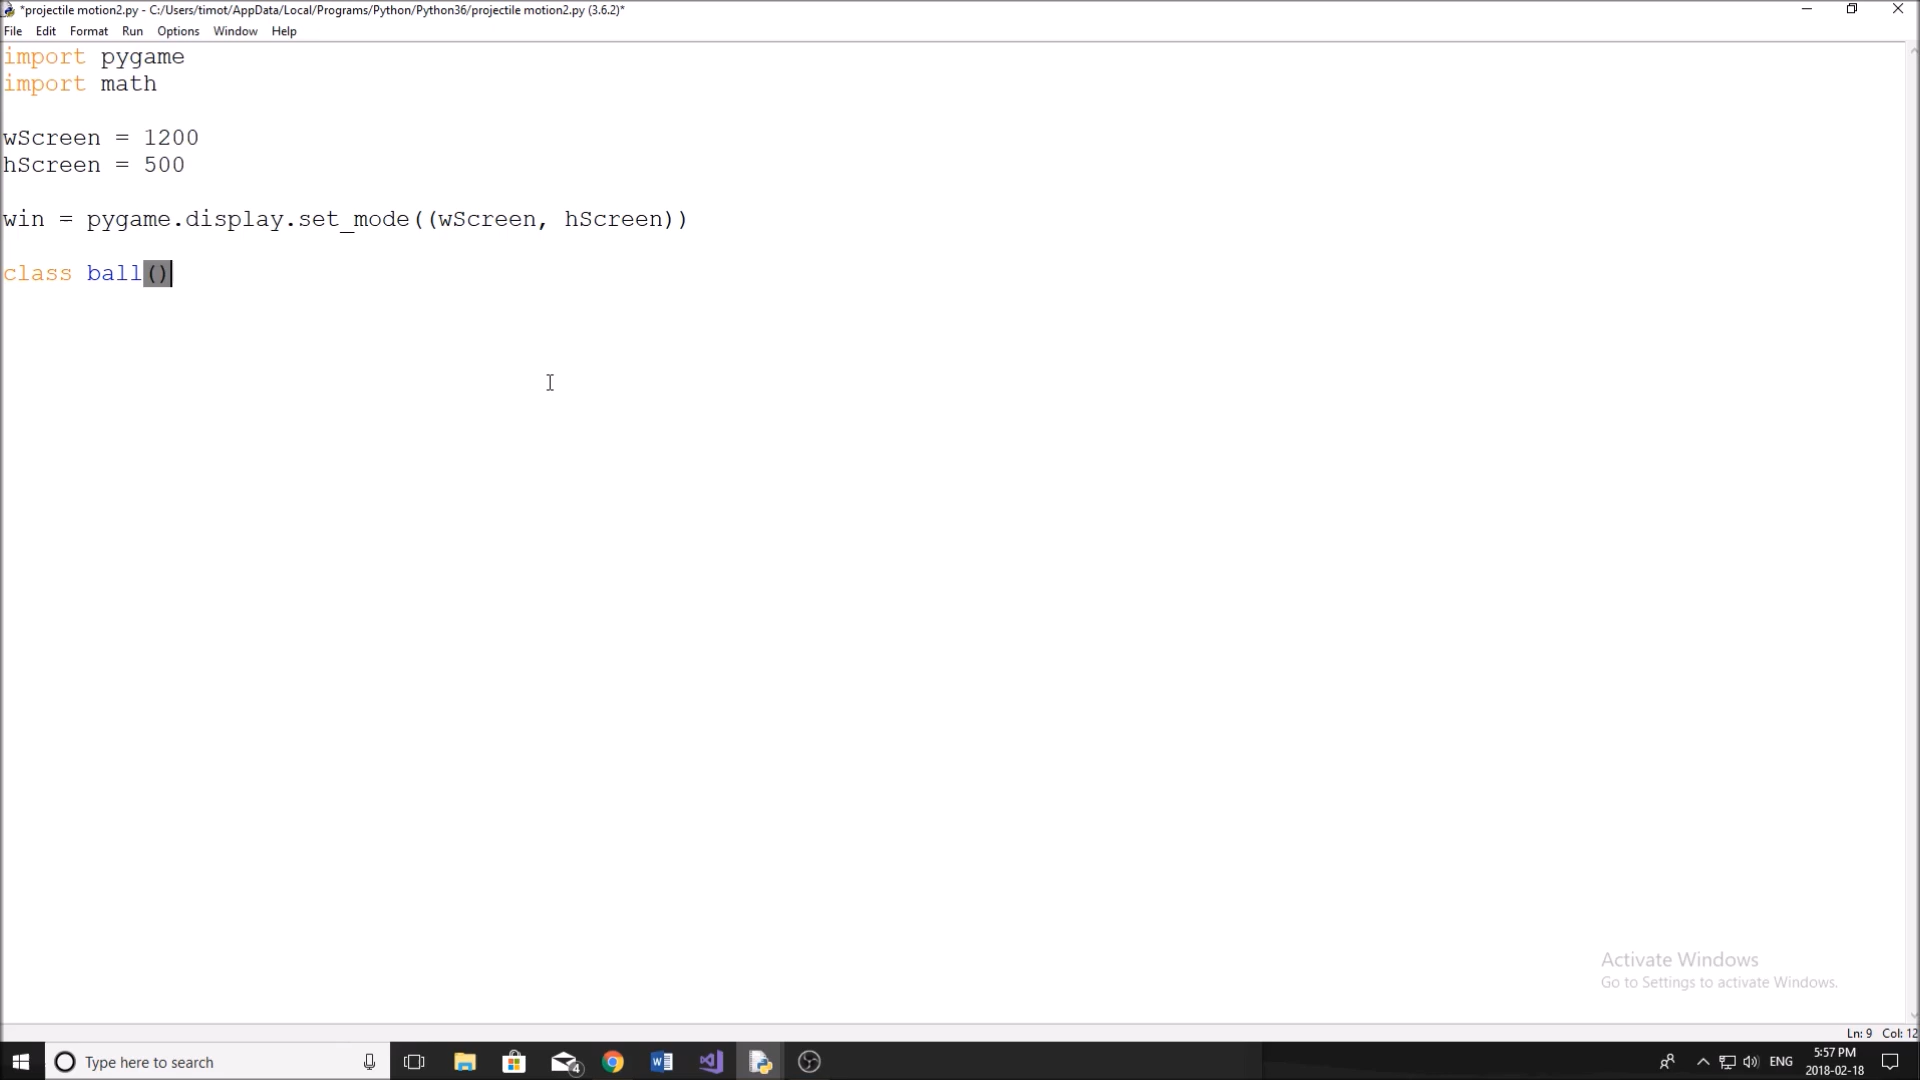 *projectile motion2.py - C:/Users/timot/AppData/Local/Programs/Python/Python36/projectile motion2.py (3.6.2)*
File Edit Format Run Options Window Help
import pygame
import math
wScreen = 1200
hScreen = 500
win = pygame.display.set_mode((wScreen, hScreen))
class ball()
Activate Windows
Go to Settings to activate Windows.
Ln: 9 Col: 12
Type here to search
4
ENG
5:57 PM
2018-02-18